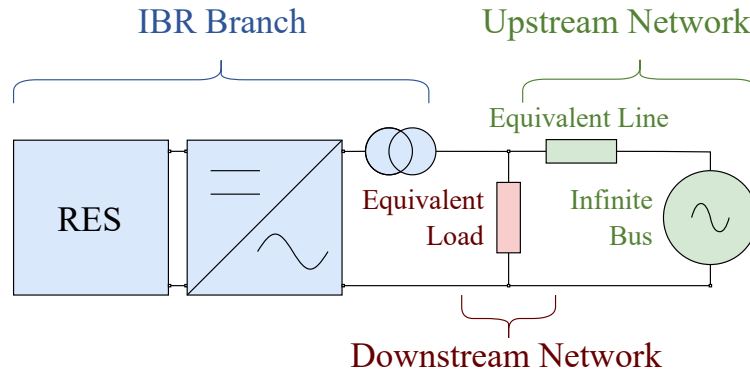 IBR Branch
Upstream Network
Equivalent Line
RES
Equivalent
Load
Infinite
Bus
Downstream Network